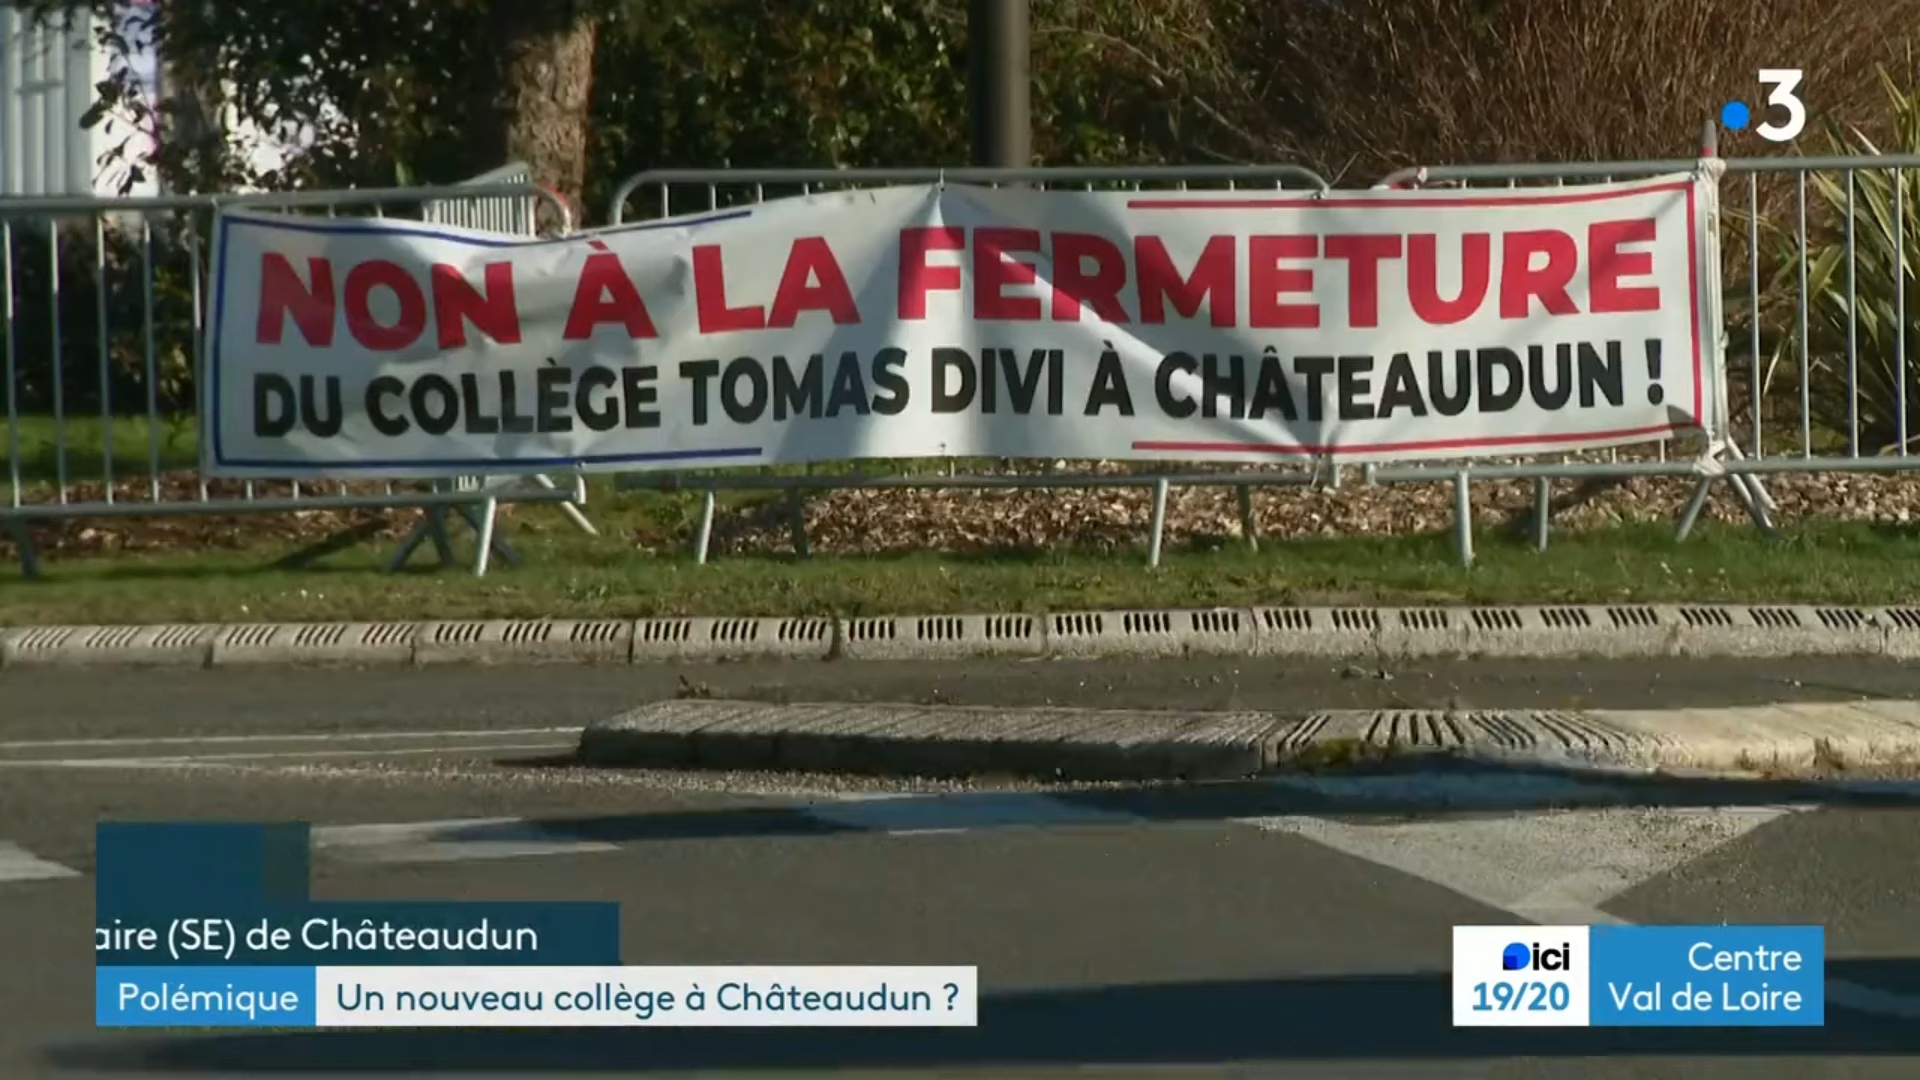 3
NON À LA FERMETURE
DU COLLÈGE TOMAS DIVI À CHÂTEAUDUN !
aire (SE) de Châteaudun
Polémique
Un nouveau collège à Châteaudun ?
ici
19/20
Centre
Val de Loire